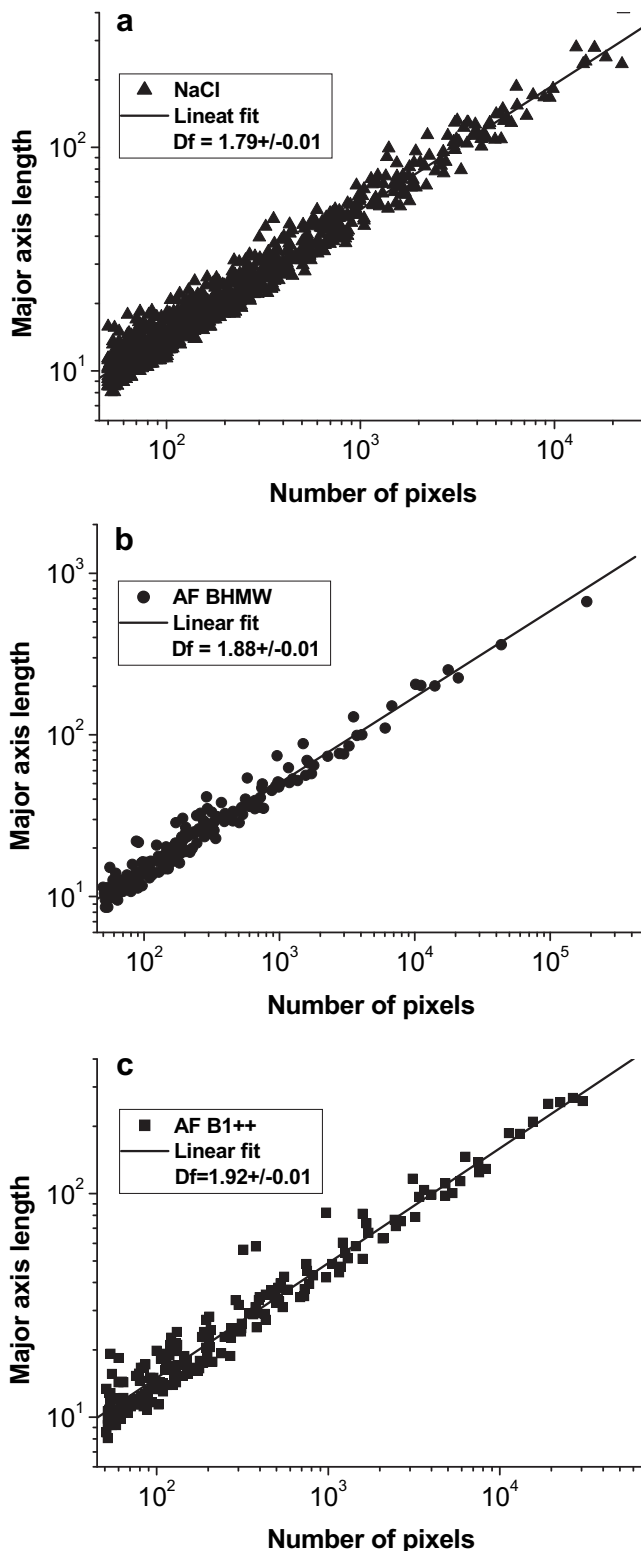 a
NaCl
Lineat fit
Df = 1.79+/-0.01
Major axis length
10^2
10^1
10^2
10^3
10^4
Number of pixels
b
AF BHMW
Linear fit
Df = 1.88+/-0.01
Major axis length
10^3
10^2
10^1
10^2
10^3
10^4
10^5
Number of pixels
c
AF B1++
Linear fit
Df=1.92+/-0.01
Major axis length
10^2
10^1
10^2
10^3
10^4
Number of pixels